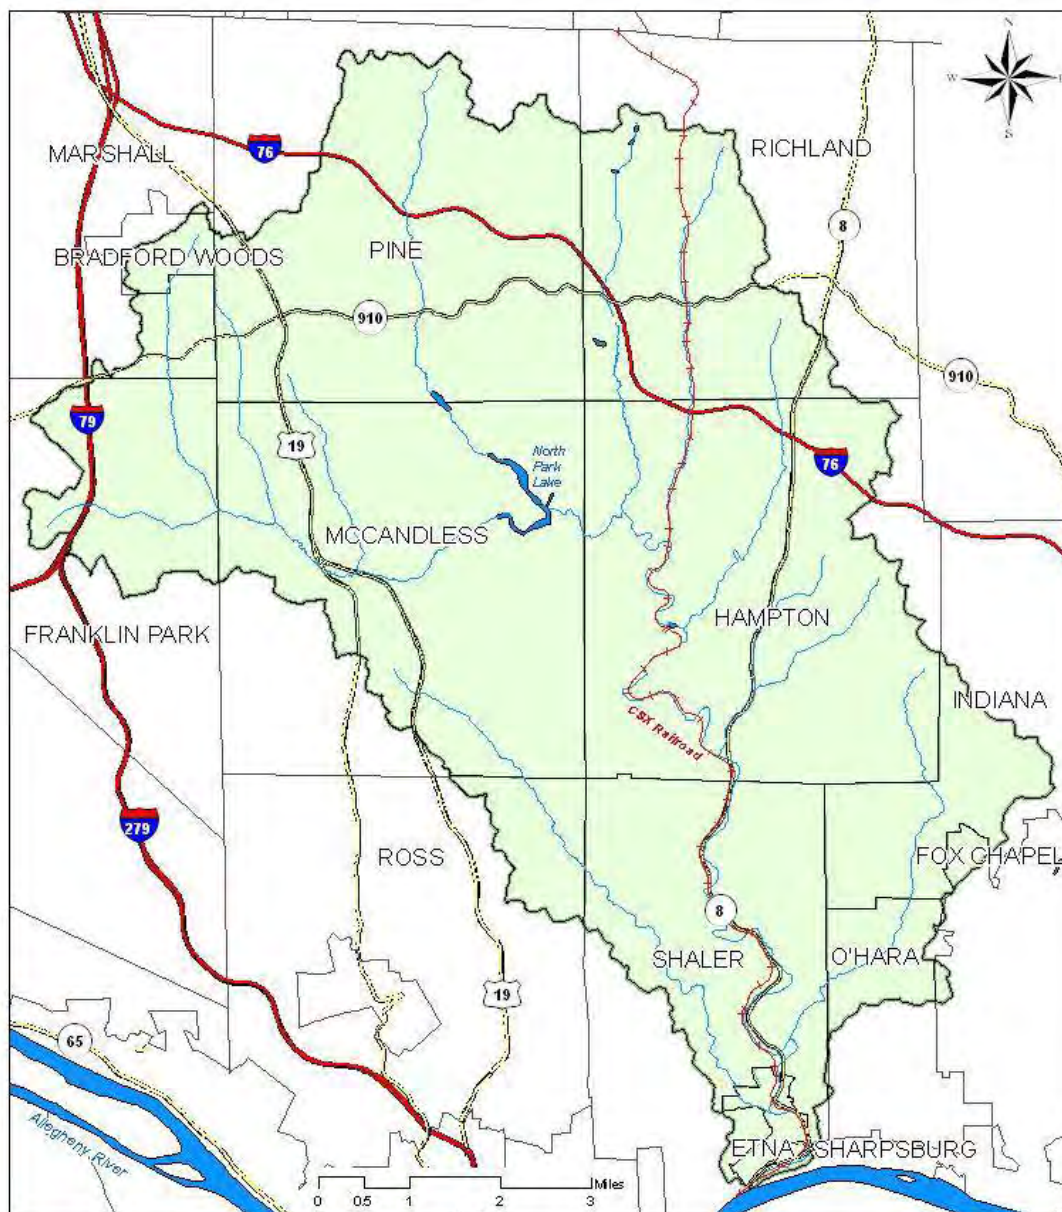 N
W
S
MARSHALL
76
RICHLAND
8
BRADFORD WOODS
PINE
910
910
79
19
North
Park
Lake
76
MCCANDLESS
FRANKLIN PARK
HAMPTON
INDIANA
CSX Railroad
279
ROSS
FOX CHAPEL
8
SHALER
O'HARA
19
65
Allegheny River
ETNA
SHARPSBURG
Miles
0 0.5 1 2 3